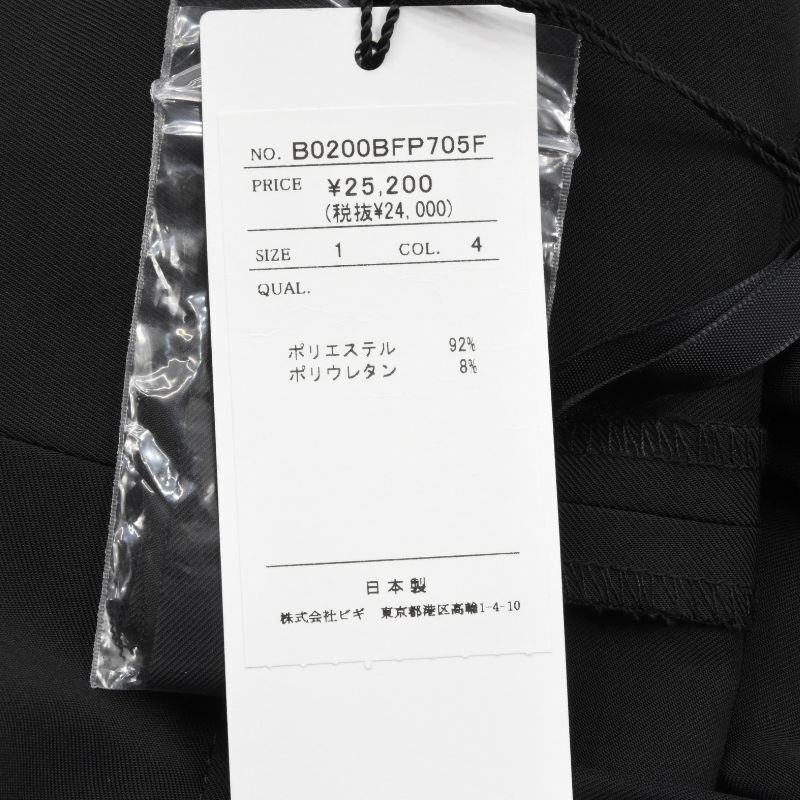 NO. B0200BFP705F
PRICE ¥25,200
(税抜¥24,000)
SIZE 1 COL. 4
QUAL.
ポリエステル 92%
ポリウレタン 8%
日本製
株式会社ビギ 東京都港区高輪1-4-10